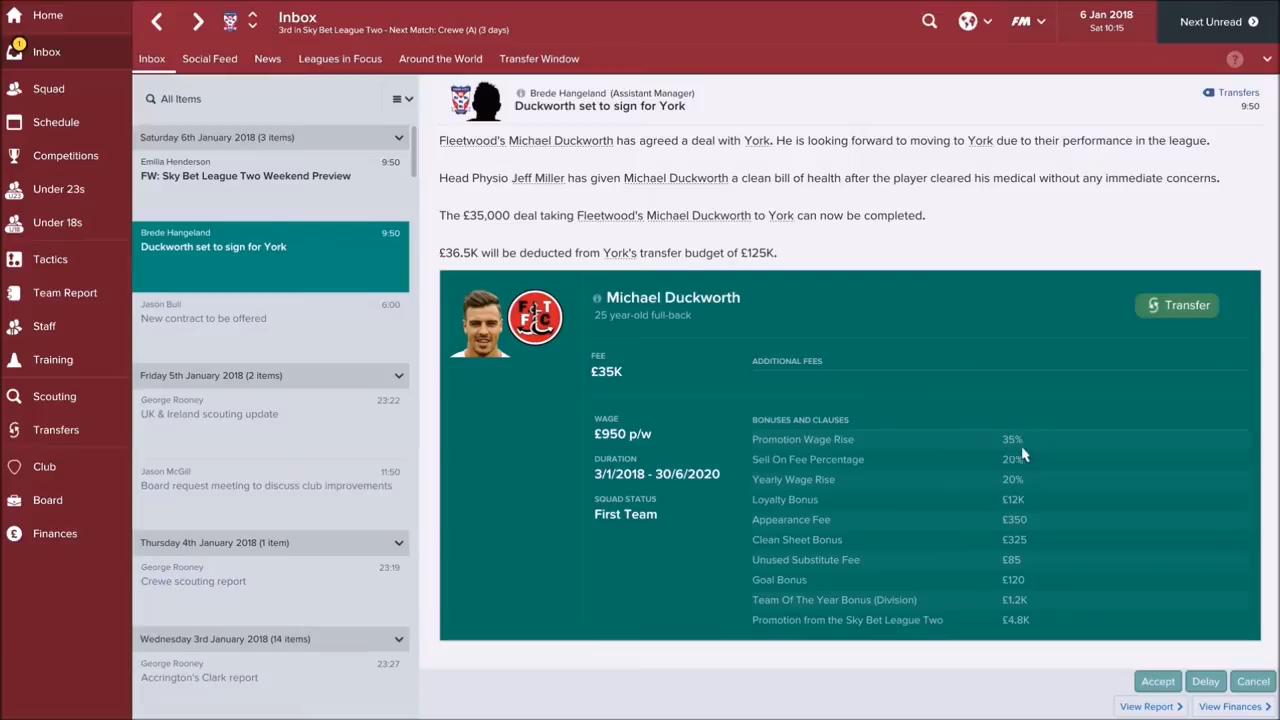 Home
Inbox
3rd in Sky Bet League Two - Next Match: Crewe (A) (3 days)
FM
6 Jan 2018
Sat 10:15
Next Unread
1
Inbox
Squad
Schedule
Competitions
U23
Under 23s
U18
Under 18s
Tactics
Team Report
Staff
Training
Scouting
Transfers
Club
Board
Finances
Inbox
Social Feed
News
Leagues in Focus
Around the World
Transfer Window
?
All Items
Saturday 6th January 2018 (3 items)
Emilia Henderson 9:50
FW: Sky Bet League Two Weekend Preview
Brede Hangeland 9:50
Duckworth set to sign for York
Jason Bull 6:00
New contract to be offered
Friday 5th January 2018 (2 items)
George Rooney 23:22
UK & Ireland scouting update
Jason McGill 11:50
Board request meeting to discuss club improvements
Thursday 4th January 2018 (1 item)
George Rooney 23:19
Crewe scouting report
Wednesday 3rd January 2018 (14 items)
George Rooney 23:27
Accrington's Clark report
Brede Hangeland (Assistant Manager)
Duckworth set to sign for York
Transfers
9:50
Fleetwood's Michael Duckworth has agreed a deal with York. He is looking forward to moving to York due to their performance in the league.
Head Physio Jeff Miller has given Michael Duckworth a clean bill of health after the player cleared his medical without any immediate concerns.
The £35,000 deal taking Fleetwood's Michael Duckworth to York can now be completed.
£36.5K will be deducted from York's transfer budget of £125K.
Michael Duckworth
25 year-old full-back
Transfer
FEE
£35K
ADDITIONAL FEES
WAGE
£950 p/w
DURATION
3/1/2018 - 30/6/2020
SQUAD STATUS
First Team
BONUSES AND CLAUSES
Promotion Wage Rise 35%
Sell On Fee Percentage 20%
Yearly Wage Rise 20%
Loyalty Bonus £12K
Appearance Fee £350
Clean Sheet Bonus £325
Unused Substitute Fee £85
Goal Bonus £120
Team Of The Year Bonus (Division) £1.2K
Promotion from the Sky Bet League Two £4.8K
Accept
Delay
Cancel
View Report
View Finances